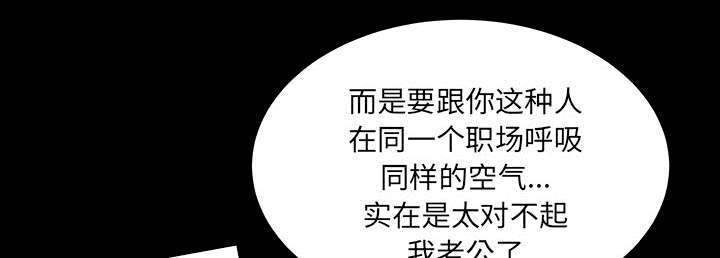 而是要跟你这种人
在同一个职场呼吸
同样的空气...
实在是太对不起
我老公了